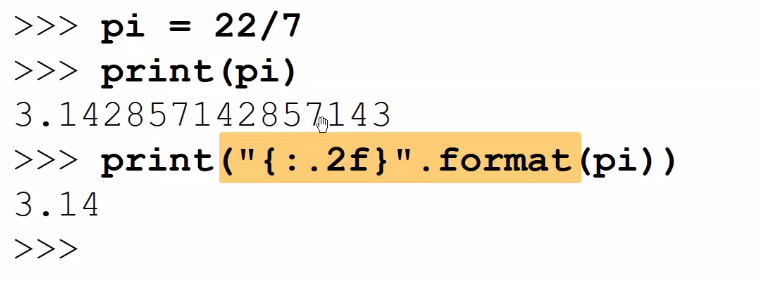 >>> pi = 22/7
>>> print(pi)
3.142857142857143
>>> print("{:.2f}".format(pi))
3.14
>>>